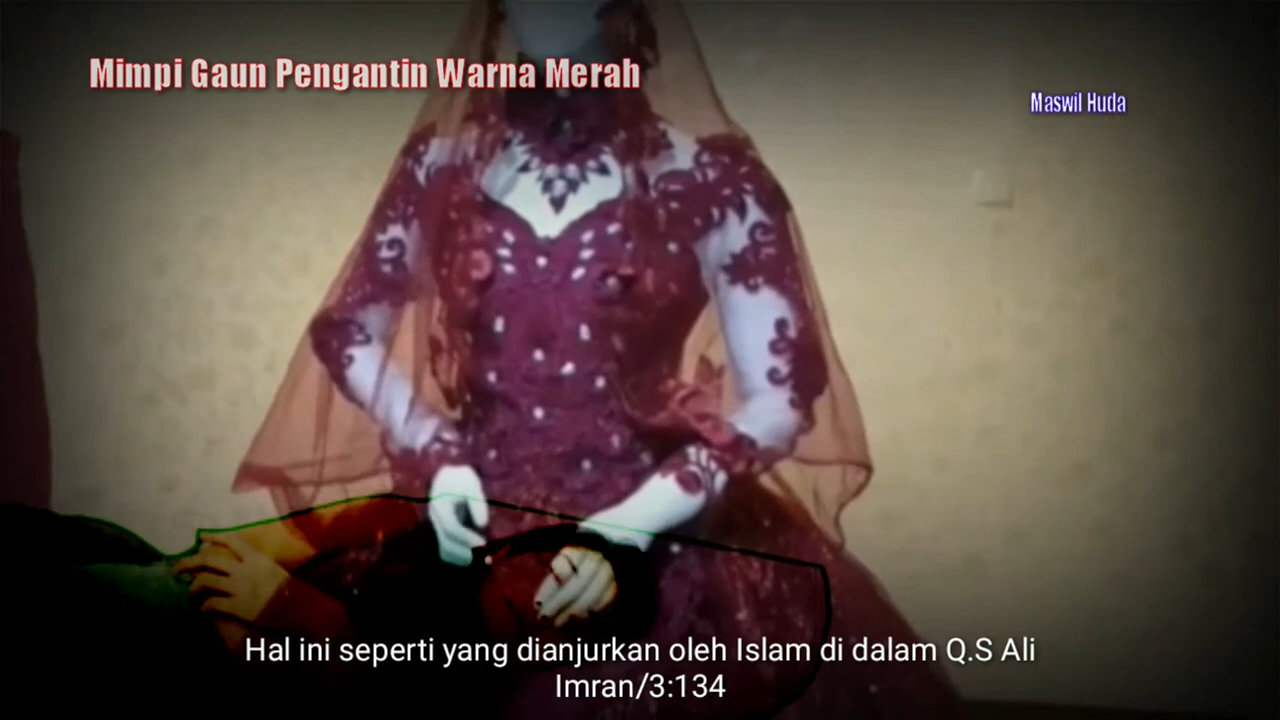 Mimpi Gaun Pengantin Warna Merah
Maswil Huda
Hal ini seperti yang dianjurkan oleh Islam di dalam Q.S Ali
Imran/3:134